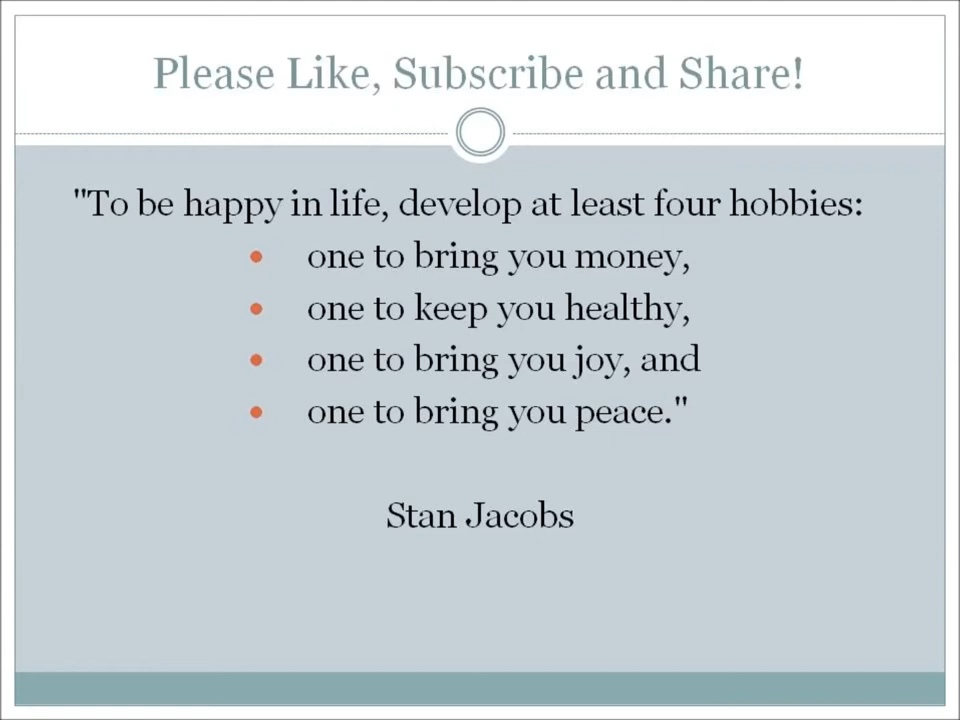 Please Like, Subscribe and Share!
"To be happy in life, develop at least four hobbies:
• one to bring you money,
• one to keep you healthy,
• one to bring you joy, and
• one to bring you peace."
Stan Jacobs